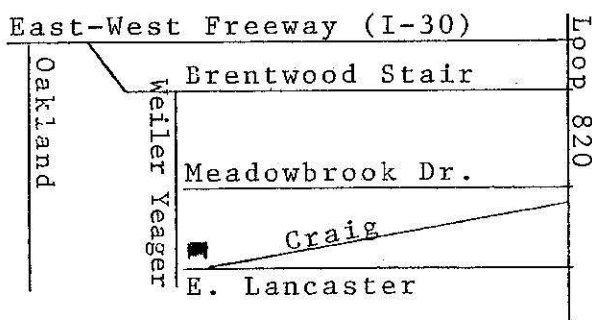 East-West Freeway (I-30)
Loop 820
Oakland
Brentwood Stair
Weiler Yeager
Meadowbrook Dr.
Craig
E. Lancaster